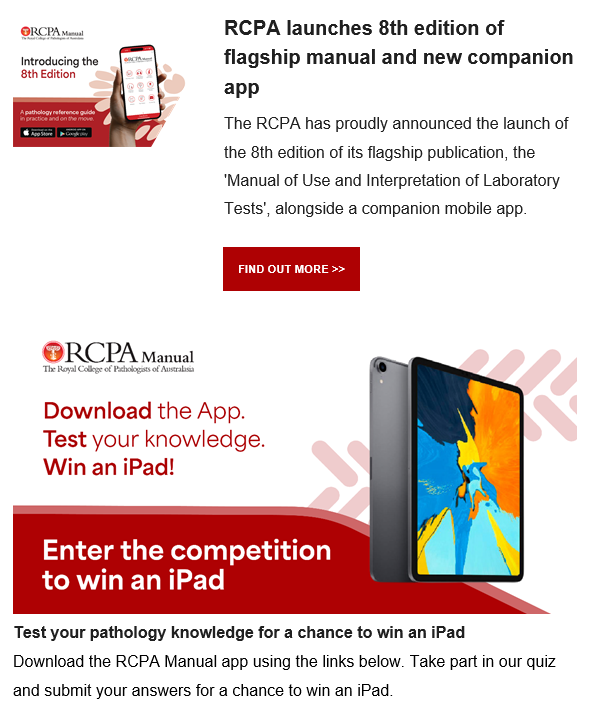 RCPA Manual
The Royal College of Pathologists of Australasia
Introducing the
8th Edition
RCPA Manual
A pathology reference guide
in practice and on the move.
Download on the
App Store
Google play
RCPA launches 8th edition of
flagship manual and new companion
app
The RCPA has proudly announced the launch of
the 8th edition of its flagship publication, the
'Manual of Use and Interpretation of Laboratory
Tests', alongside a companion mobile app.
FIND OUT MORE >>
RCPA Manual
The Royal College of Pathologists of Australasia
Download the App.
Test your knowledge.
Win an iPad!
Enter the competition
to win an iPad
Test your pathology knowledge for a chance to win an iPad
Download the RCPA Manual app using the links below. Take part in our quiz
and submit your answers for a chance to win an iPad.